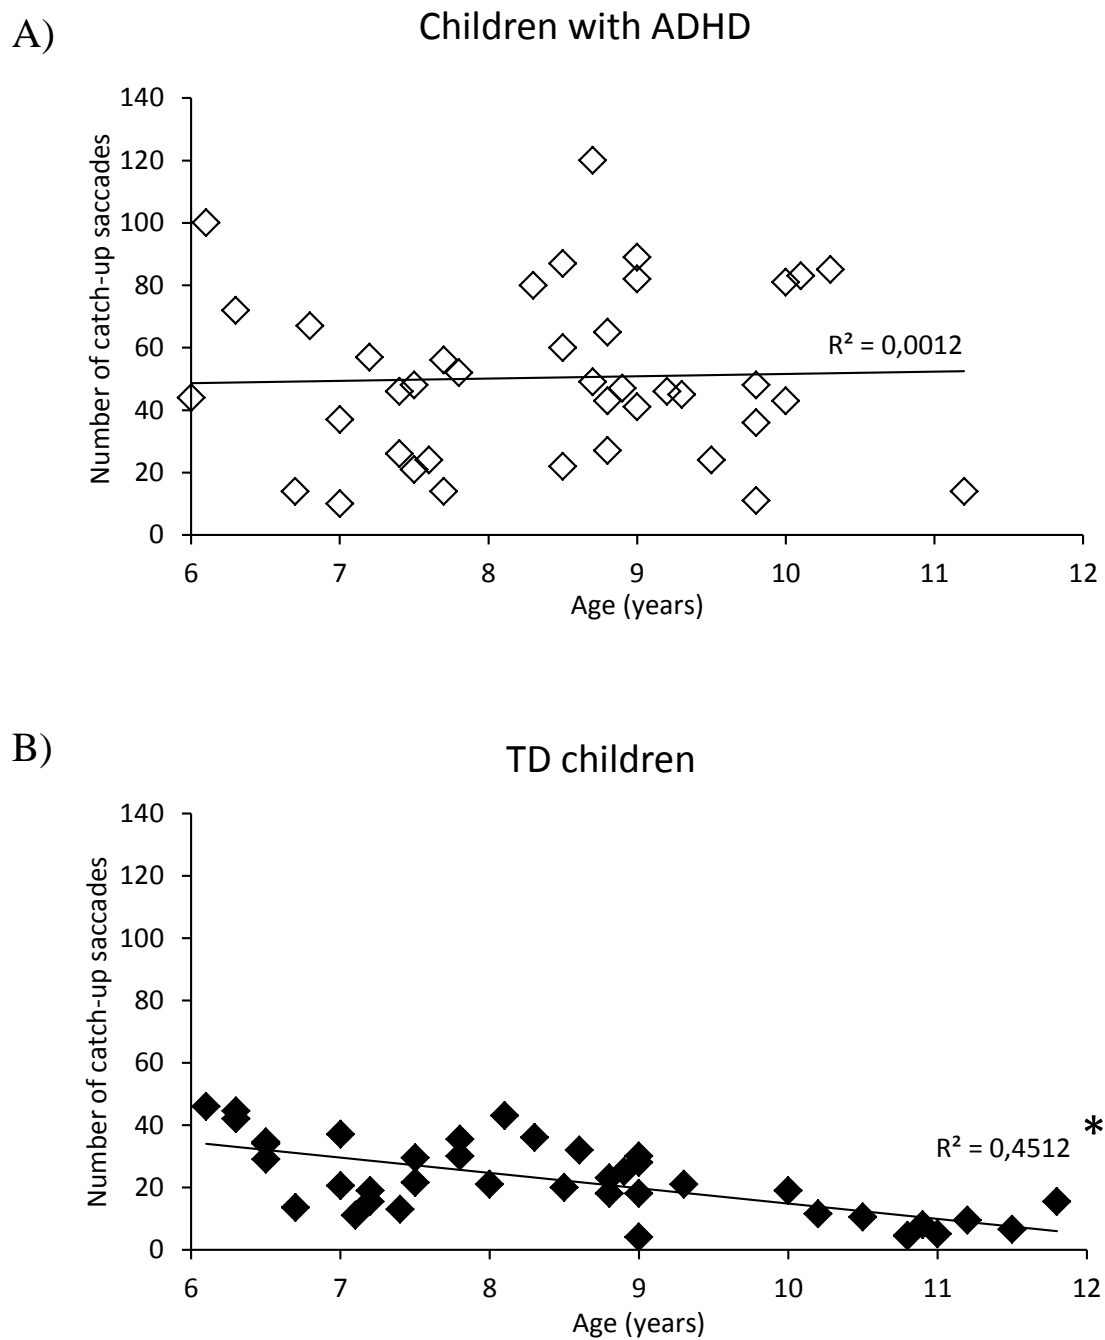 A)
Children with ADHD
Number of catch-up saccades
140
120
100
80
60
40
20
0
R² = 0,0012
6 7 8 9 10 11 12
Age (years)
B)
TD children
Number of catch-up saccades
140
120
100
80
60
40
20
0
*
R² = 0,4512
6 7 8 9 10 11 12
Age (years)